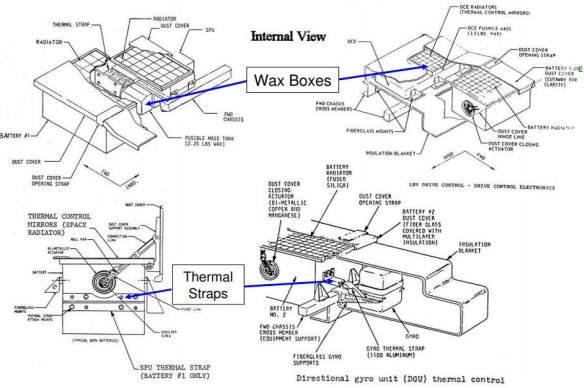 Internal View
Wax Boxes
Thermal
Straps
THERMAL STRAP
RADIATOR
RADIATOR
DUST COVER
SPU
FWD
CHASSIS
FUSIBLE MASS TANK
(2.25 LBS WAX)
BATTERY #1
DUST COVER
DUST COVER
OPENING STRAP
FWD
INBD.
DCE RADIATORS
(THERMAL CONTROL MIRRORS)
DCE FUSIBLE MASS
DCE
DUST COVER
OPENING STRAP
CLARITY)
FWD CHASSIS
CROSS MEMBERS
FIBERGLASS MOUNTS
INSULATION BLANKET
BATTERY RADIATOR
DUST COVER
HINGE LINE
DUST COVER CLOSING
ACTUATOR
INBD
FWD
LRV DRIVE CONTROL - DRIVE CONTROL ELECTRONICS
DUST COVER
THERMAL CONTROL
MIRRORS (SPACE
RADIATOR)
DUST COVER
SUPPORT ASSEMBLY
CONNECTING
LINK
ROLL PIN
BI-METALLIC
ACTUATOR
BATTERY
FIBERGLASS
MOUNTS
THERMAL STRAP
ATTACH POINTS
PIVOT LINK
SHOULDER
SCREW
(TYPICAL BOTH BATTERIES)
SPU THERMAL STRAP
(BATTERY #1 ONLY)
BATTERY
RADIATOR
(FUSED
SILICA)
DUST COVER
CLOSING
ACTUATOR
(BI-METALLIC
COPPER AND
MANGANESE)
DUST COVER
OPENING STRAP
BATTERY #2
DUST COVER
(FIBER GLASS
COVERED WITH
MULTILAYER
INSULATION)
INSULATION
BLANKET
BATTERY
NO. 2
FWD CHASSIS
CROSS MEMBER
(EQUIPMENT SUPPORT)
GYRO
GYRO THERMAL STRAP
(1100 ALUMINUM)
FIBERGLASS GYRO
SUPPORTS
Directional gyro unit (DGU) thermal control